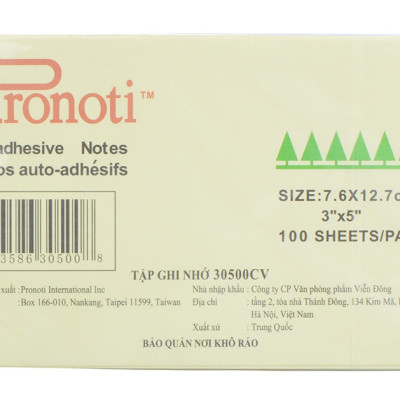 Pronoti™
adhesive Notes
os auto-adhésifs
SIZE:7.6X12.7c
3"x5"
100 SHEETS/PA
3586 30500 8
TẬP GHI NHỚ 30500CV
xuất : Pronoti International Inc
: Box 166-010, Nankang, Taipei 11599, Taiwan
Nhà nhập khẩu : Công ty CP Văn phòng phẩm Viễn Đông
Địa chỉ : tầng 2, tòa nhà Thành Đông, 134 Kim Mã,
Hà Nội, Việt Nam
Xuất xứ : Trung Quốc
BẢO QUẢN NƠI KHÔ RÁO